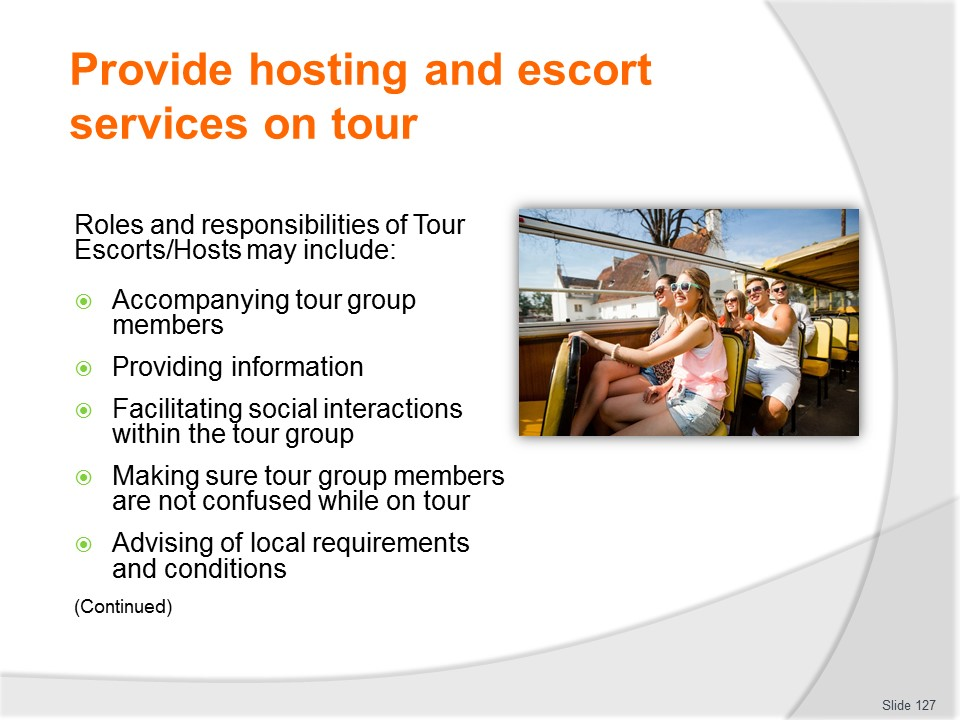 Provide hosting and escort
services on tour
Roles and responsibilities of Tour
Escorts/Hosts may include:
Accompanying tour group
members
Providing information
Facilitating social interactions
within the tour group
Making sure tour group members
are not confused while on tour
Advising of local requirements
and conditions
(Continued)
Slide 127